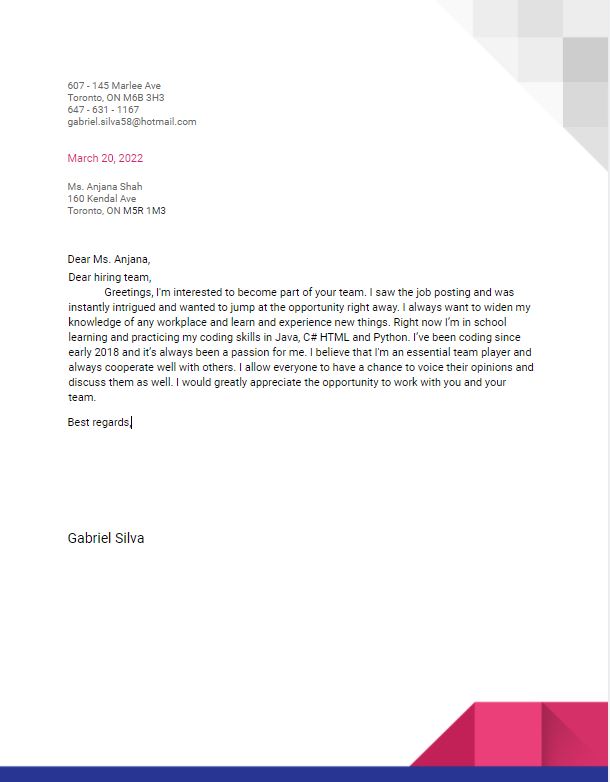 607 - 145 Marlee Ave
Toronto, ON M6B 3H3
647 - 631 - 1167
gabriel.silva58@hotmail.com
March 20, 2022
Ms. Anjana Shah
160 Kendal Ave
Toronto, ON M5R 1M3
Dear Ms. Anjana,
Dear hiring team,
Greetings, I'm interested to become part of your team. I saw the job posting and was
instantly intrigued and wanted to jump at the opportunity right away. I always want to widen my
knowledge of any workplace and learn and experience new things. Right now I'm in school
learning and practicing my coding skills in Java, C# HTML and Python. I've been coding since
early 2018 and it's always been a passion for me. I believe that I'm an essential team player and
always cooperate well with others. I allow everyone to have a chance to voice their opinions and
discuss them as well. I would greatly appreciate the opportunity to work with you and your
team.
Best regards,
Gabriel Silva